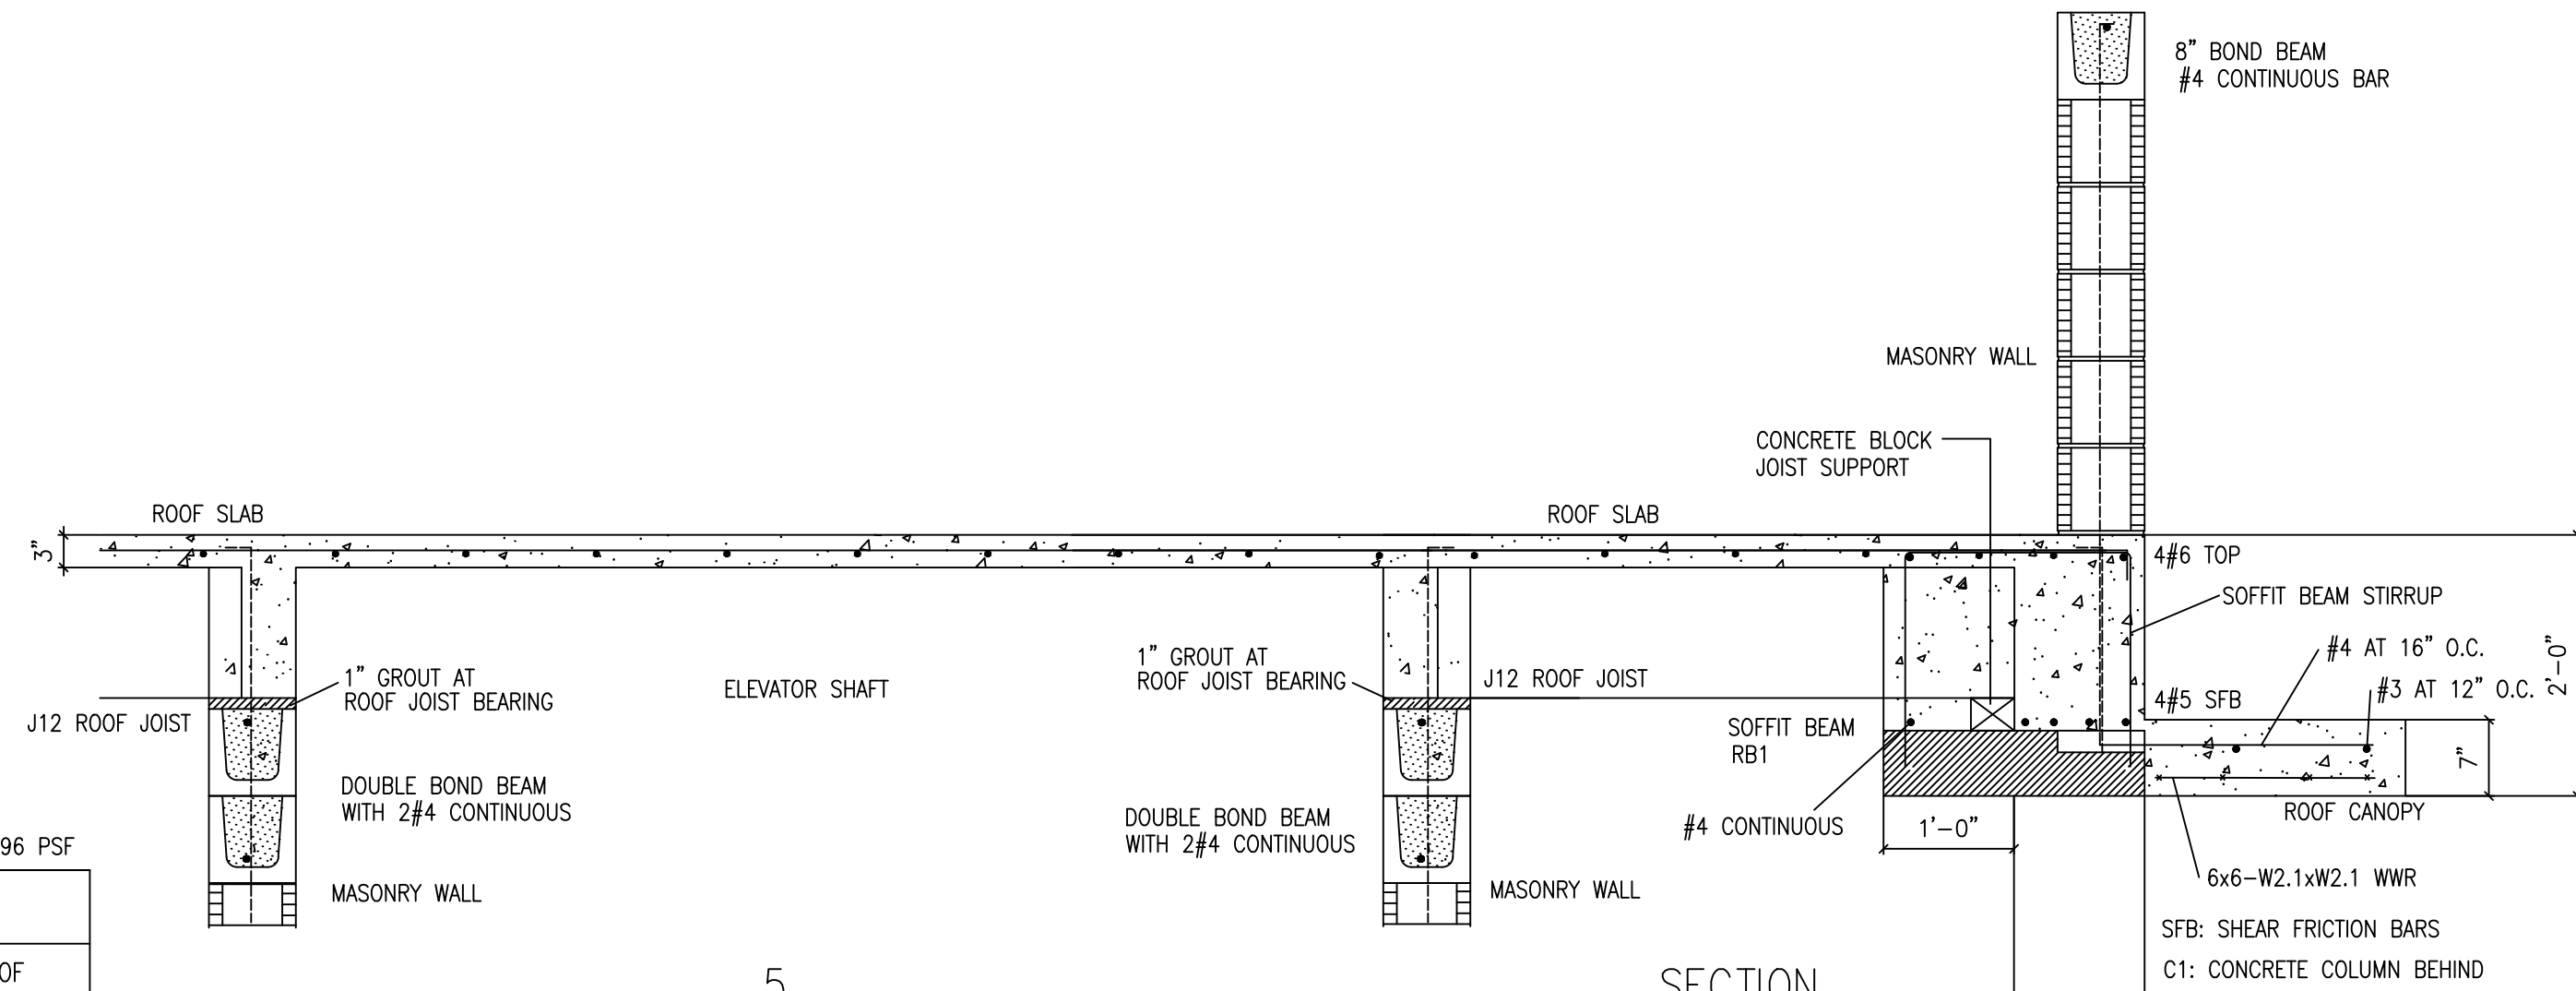 8” BOND BEAM
#4 CONTINUOUS BAR
MASONRY WALL
CONCRETE BLOCK
JOIST SUPPORT
ROOF SLAB
ROOF SLAB
3”
4#6 TOP
SOFFIT BEAM STIRRUP
#4 AT 16” O.C.
#3 AT 12” O.C.
2’-0”
4#5 SFB
1” GROUT AT
ROOF JOIST BEARING
J12 ROOF JOIST
ELEVATOR SHAFT
1” GROUT AT
ROOF JOIST BEARING
J12 ROOF JOIST
SOFFIT BEAM
RB1
7”
DOUBLE BOND BEAM
WITH 2#4 CONTINUOUS
DOUBLE BOND BEAM
WITH 2#4 CONTINUOUS
#4 CONTINUOUS
1’-0”
ROOF CANOPY
96 PSF
6x6-W2.1xW2.1 WWR
MASONRY WALL
MASONRY WALL
SFB: SHEAR FRICTION BARS
C1: CONCRETE COLUMN BEHIND
OF
5
SECTION